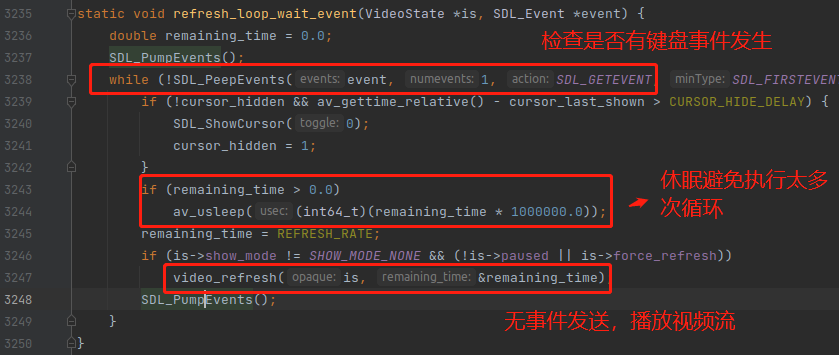 3235 static void refresh_loop_wait_event(VideoState *is, SDL_Event *event) {
3236 double remaining_time = 0.0;
检查是否有键盘事件发生
3237 SDL_PumpEvents();
3238 while (!SDL_PeepEvents( events: event, numevents: 1, action: SDL_GETEVENT, minType: SDL_FIRSTEVENT
3239 if (!cursor_hidden && av_gettime_relative() - cursor_last_shown > CURSOR_HIDE_DELAY) {
3240 SDL_ShowCursor( toggle: 0);
3241 cursor_hidden = 1;
3242 }
3243 if (remaining_time > 0.0)
休眠避免执行太多
次循环
3244 av_usleep( usec: (int64_t)(remaining_time * 1000000.0));
3245 remaining_time = REFRESH_RATE;
3246 if (is->show_mode != SHOW_MODE_NONE && (!is->paused || is->force_refresh))
3247 video_refresh( opaque: is, remaining_time: &remaining_time);
3248 SDL_PumpEvents();
无事件发送，播放视频流
3249 }
3250 }